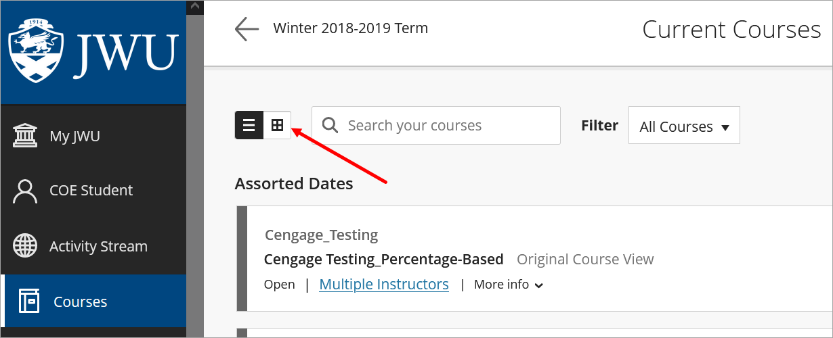 1914
JWU
My JWU
COE Student
Activity Stream
Courses
Winter 2018-2019 Term
Current Courses
Search your courses
Filter
All Courses
Assorted Dates
Cengage_Testing
Cengage Testing_Percentage-Based Original Course View
Open | Multiple Instructors | More info